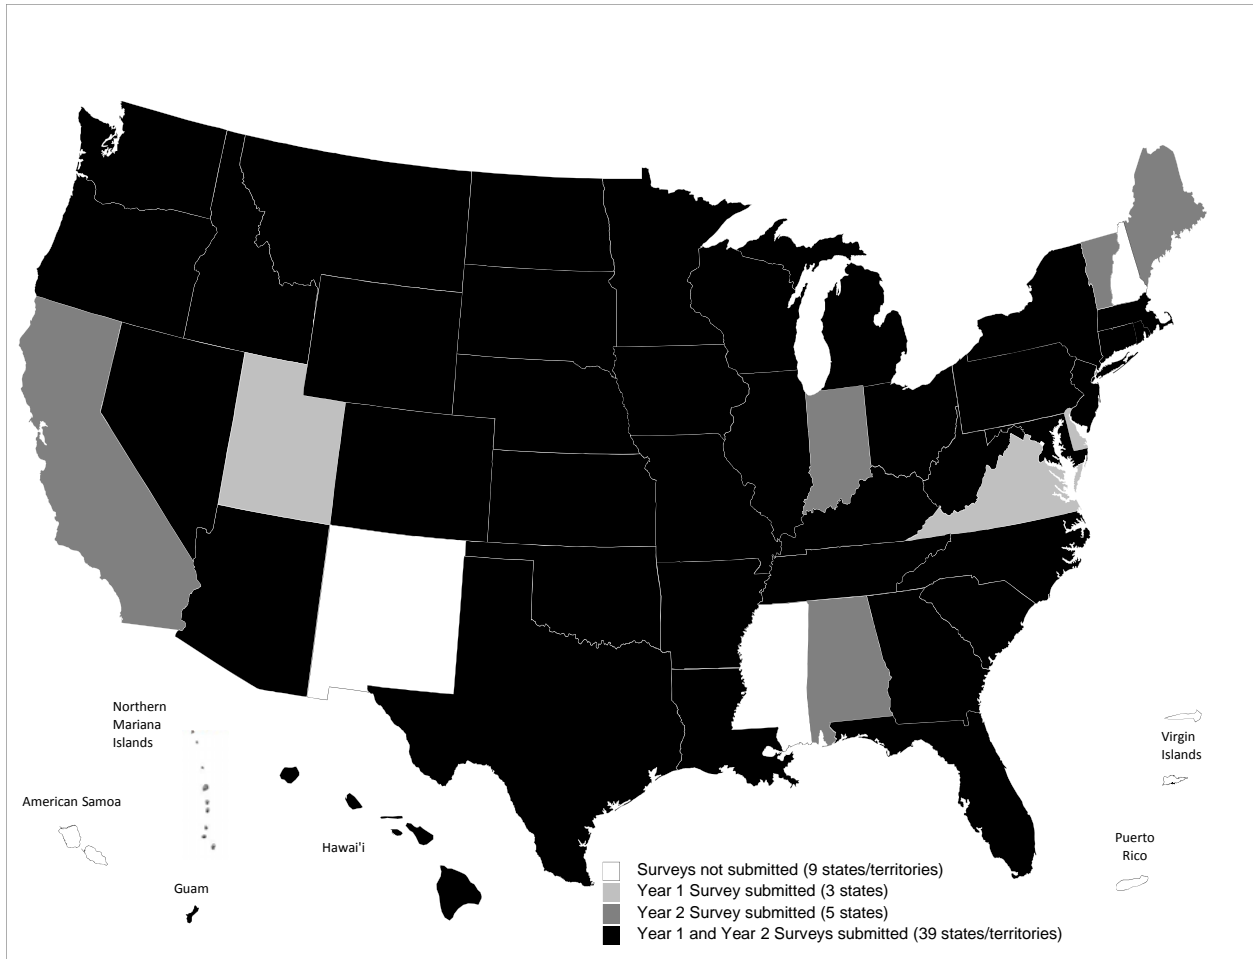 Northern
Mariana
Islands
Virgin
Islands
American Samoa
Puerto
Rico
Hawai'i
Guam
Surveys not submitted (9 states/territories)
Year 1 Survey submitted (3 states)
Year 2 Survey submitted (5 states)
Year 1 and Year 2 Surveys submitted (39 states/territories)